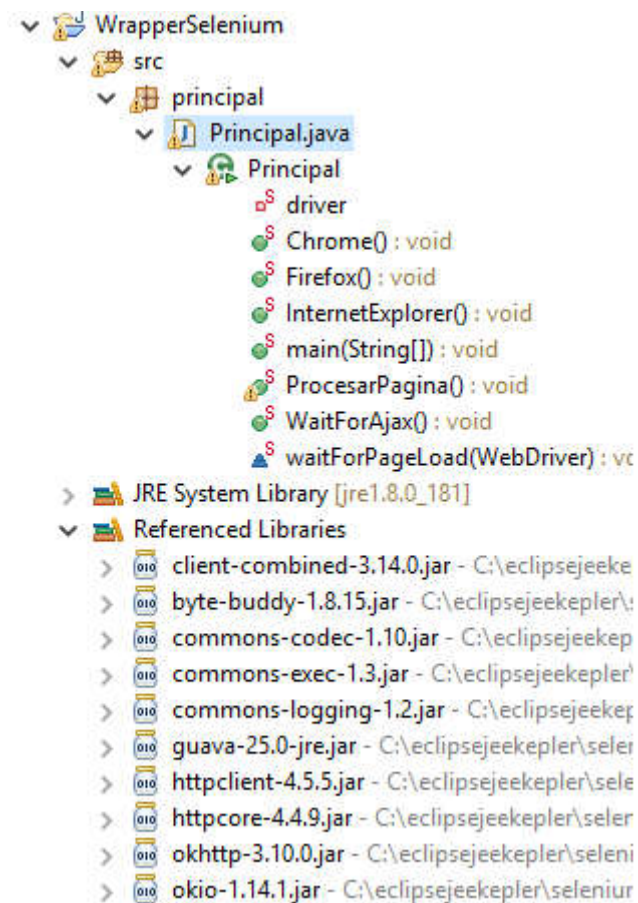 WrapperSelenium
src
principal
Principal.java
Principal
driver
Chrome() : void
Firefox() : void
InternetExplorer() : void
main(String[]) : void
ProcesarPagina() : void
WaitForAjax() : void
waitForPageLoad(WebDriver) : vo
JRE System Library [jre1.8.0_181]
Referenced Libraries
client-combined-3.14.0.jar - C:\eclipsejeeke
byte-buddy-1.8.15.jar - C:\eclipsejeekepler\s
commons-codec-1.10.jar - C:\eclipsejeekep
commons-exec-1.3.jar - C:\eclipsejeekepler\
commons-logging-1.2.jar - C:\eclipsejeekep
guava-25.0-jre.jar - C:\eclipsejeekepler\seler
httpclient-4.5.5.jar - C:\eclipsejeekepler\sele
httpcore-4.4.9.jar - C:\eclipsejeekepler\seler
okhttp-3.10.0.jar - C:\eclipsejeekepler\seleni
okio-1.14.1.jar - C:\eclipsejeekepler\seleniur